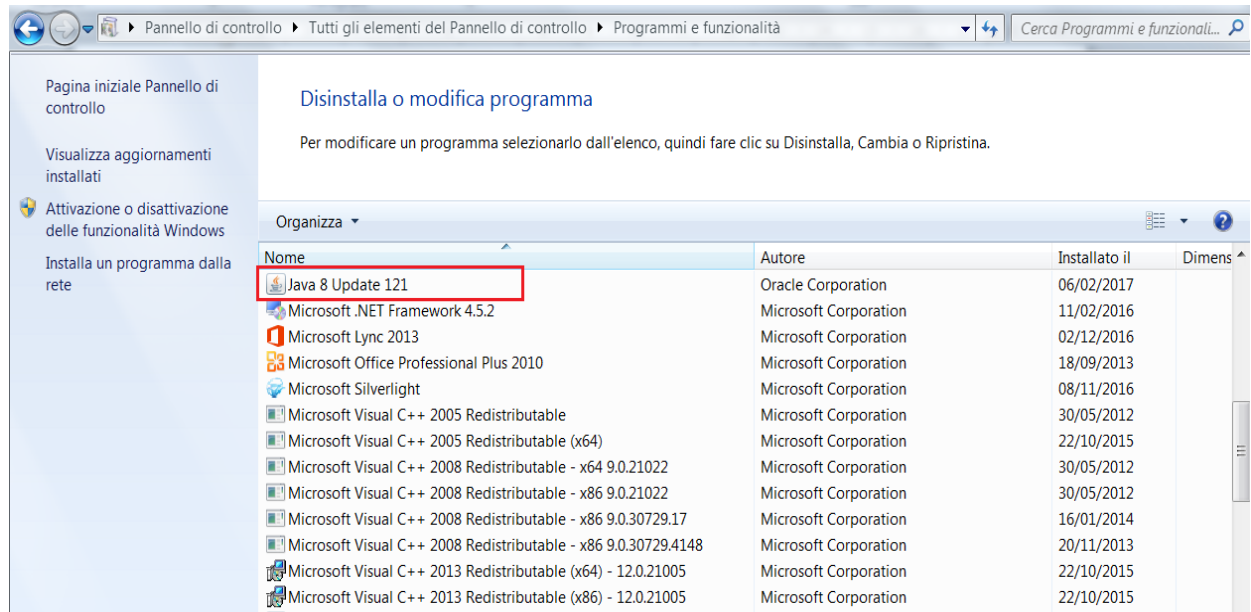 Pannello di controllo Tutti gli elementi del Pannello di controllo Programmi e funzionalità Cerca Programmi e funzionali...
Pagina iniziale Pannello di
controllo
Visualizza aggiornamenti
installati
Attivazione o disattivazione
delle funzionalità Windows
Installa un programma dalla
rete
Disinstalla o modifica programma
Per modificare un programma selezionarlo dall'elenco, quindi fare clic su Disinstalla, Cambia o Ripristina.
Organizza
Nome Autore Installato il Dimens
Java 8 Update 121 Oracle Corporation 06/02/2017
Microsoft .NET Framework 4.5.2 Microsoft Corporation 11/02/2016
Microsoft Lync 2013 Microsoft Corporation 02/12/2016
Microsoft Office Professional Plus 2010 Microsoft Corporation 18/09/2013
Microsoft Silverlight Microsoft Corporation 08/11/2016
Microsoft Visual C++ 2005 Redistributable Microsoft Corporation 30/05/2012
Microsoft Visual C++ 2005 Redistributable (x64) Microsoft Corporation 22/10/2015
Microsoft Visual C++ 2008 Redistributable - x64 9.0.21022 Microsoft Corporation 30/05/2012
Microsoft Visual C++ 2008 Redistributable - x86 9.0.21022 Microsoft Corporation 30/05/2012
Microsoft Visual C++ 2008 Redistributable - x86 9.0.30729.17 Microsoft Corporation 16/01/2014
Microsoft Visual C++ 2008 Redistributable - x86 9.0.30729.4148 Microsoft Corporation 20/11/2013
Microsoft Visual C++ 2013 Redistributable (x64) - 12.0.21005 Microsoft Corporation 22/10/2015
Microsoft Visual C++ 2013 Redistributable (x86) - 12.0.21005 Microsoft Corporation 22/10/2015